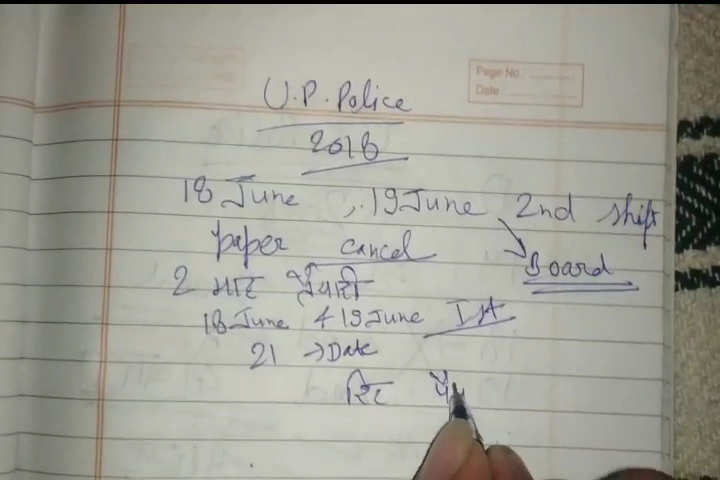 Page No.: ............
Date : ............
U.P. Police
2018
18 June , 19 June 2nd shift
paper cancel
Board
2
18 June + 19 June Ist
21 → Date
रिट